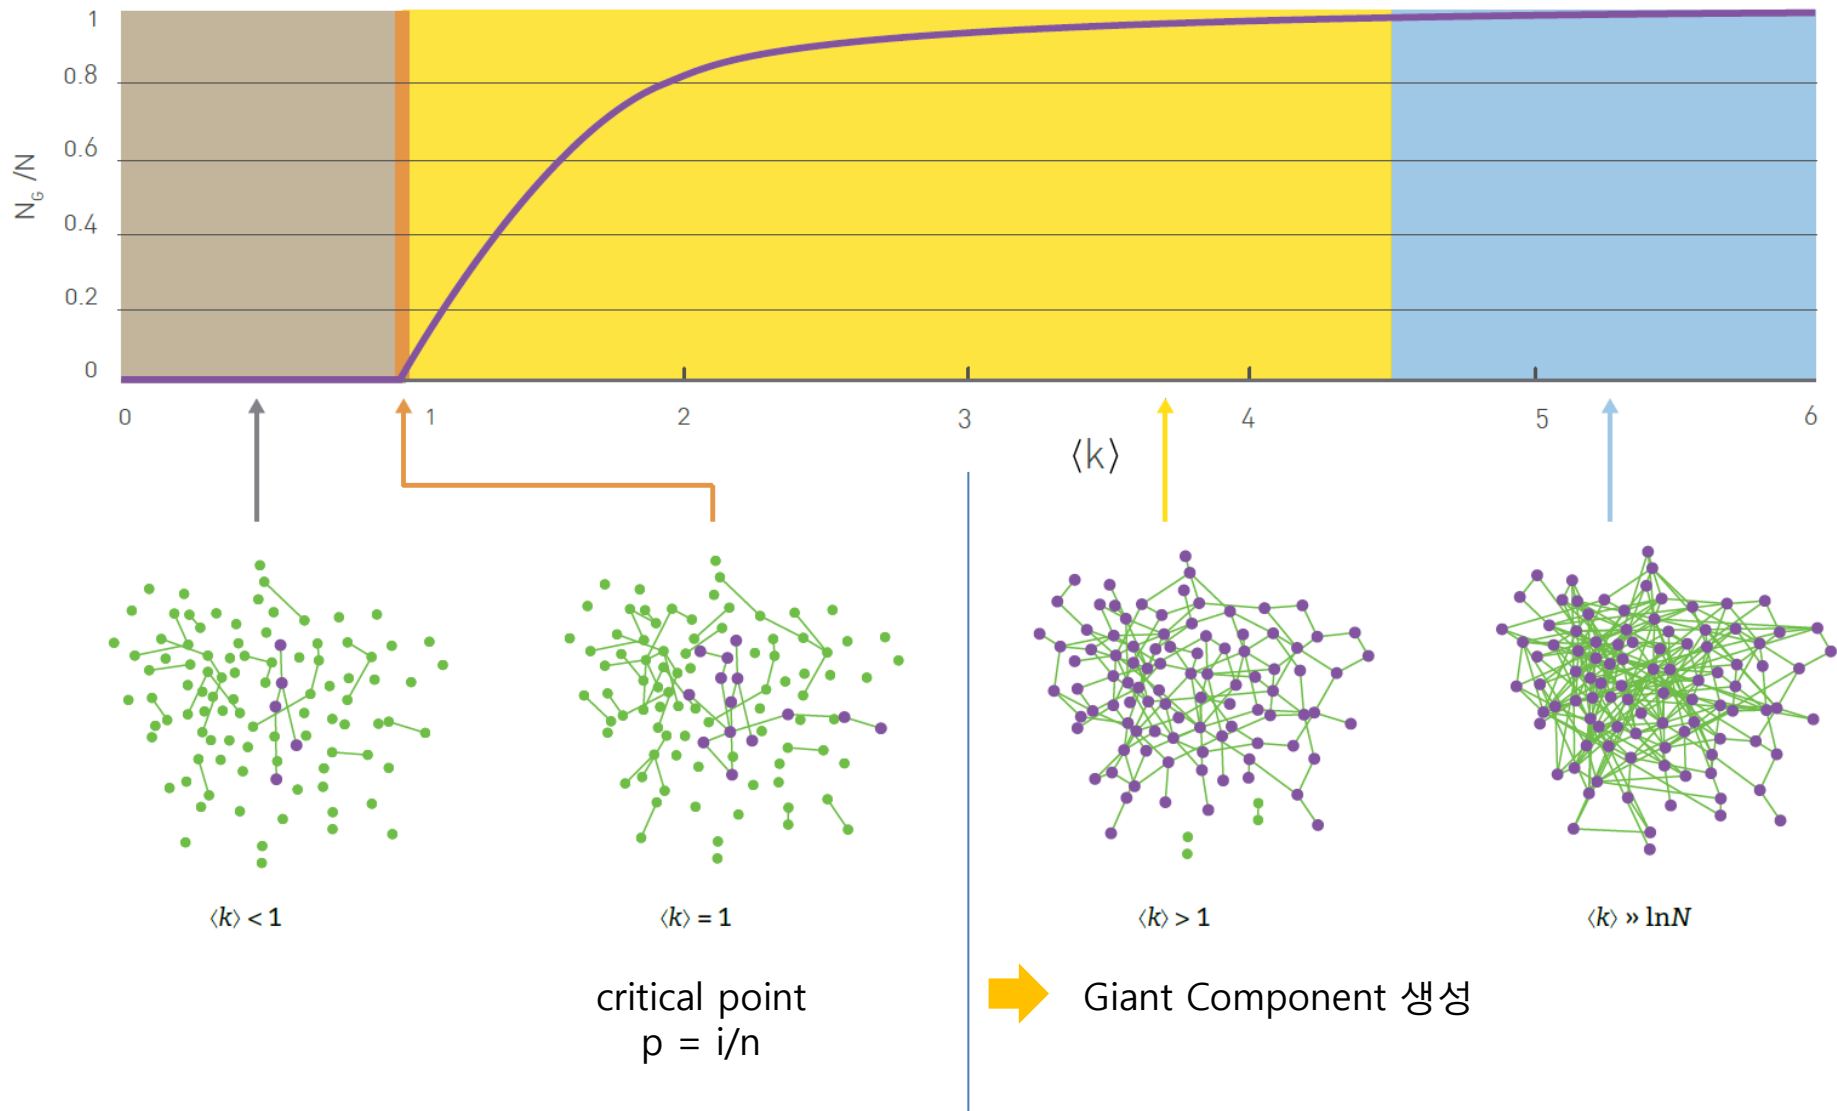 1
0.8
0.6
0.4
0.2
0
N_G /N
0 1 2 3 4 5 6
⟨k⟩
⟨k⟩ < 1
⟨k⟩ = 1
⟨k⟩ > 1
⟨k⟩ » lnN
critical point
p = i/n
Giant Component 생성